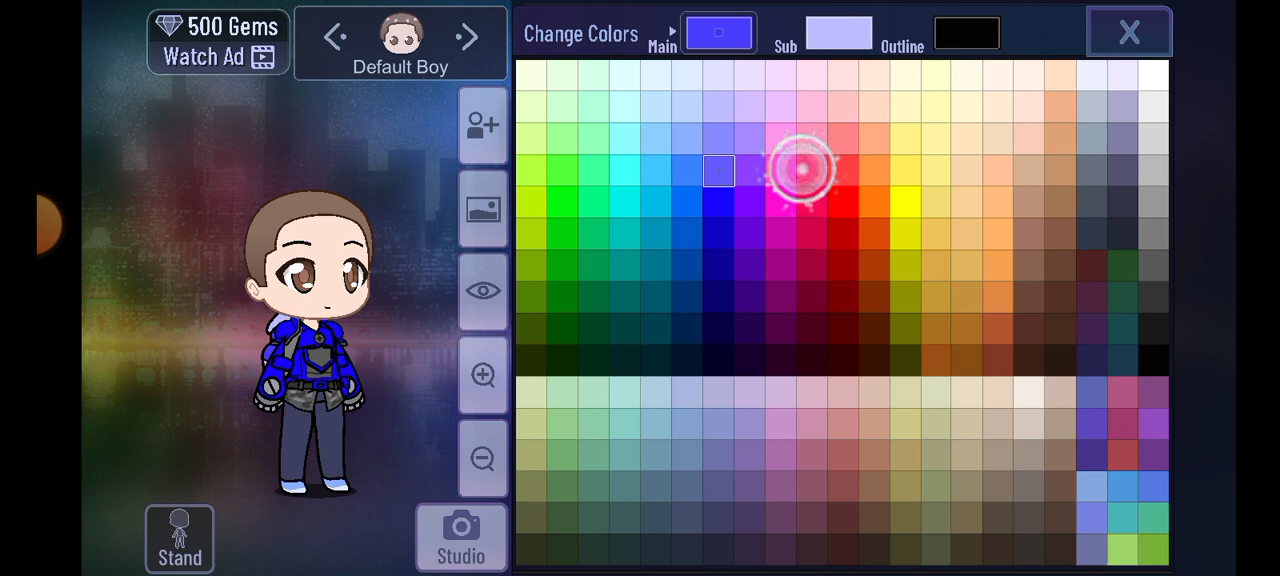 500 Gems
Watch Ad
Default Boy
Change Colors
Main
Sub
Outline
X
Stand
Studio